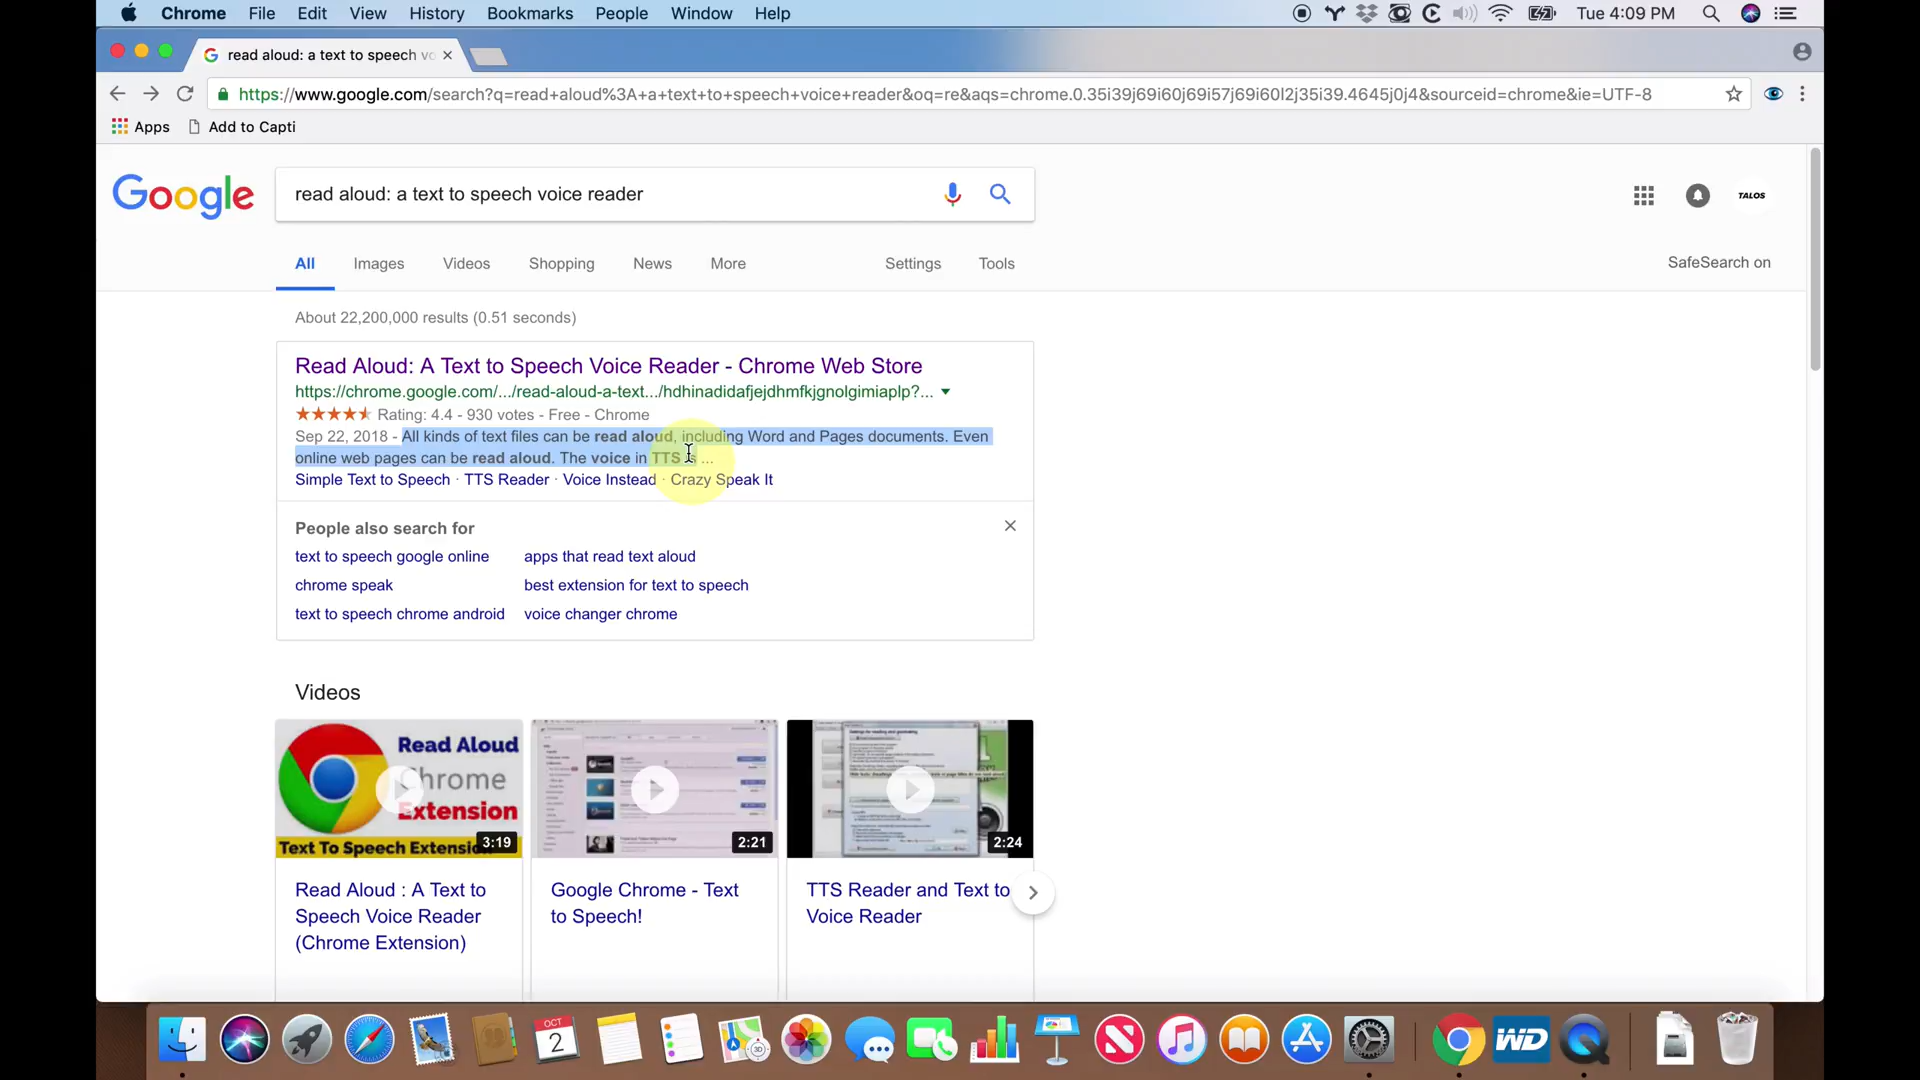 Chrome File Edit View History Bookmarks People Window Help Tue 4:09 PM
read aloud: a text to speech vo
https://www.google.com/search?q=read+aloud%3A+a+text+to+speech+voice+reader&oq=re&aqs=chrome.0.35i39j69i60j69i57j69i60l2j35i39.4645j0j4&sourceid=chrome&ie=UTF-8
Apps Add to Capti
Google read aloud: a text to speech voice reader TALOS
All Images Videos Shopping News More Settings Tools SafeSearch on
About 22,200,000 results (0.51 seconds)
Read Aloud: A Text to Speech Voice Reader - Chrome Web Store
https://chrome.google.com/.../read-aloud-a-text.../hdhinadidafjejdhmfkjgnolgimiaplp?...
Rating: 4.4 - 930 votes - Free - Chrome
Sep 22, 2018 - All kinds of text files can be read aloud, including Word and Pages documents. Even
online web pages can be read aloud. The voice in TTS is ...
Simple Text to Speech · TTS Reader · Voice Instead · Crazy Speak It
People also search for
text to speech google online apps that read text aloud
chrome speak best extension for text to speech
text to speech chrome android voice changer chrome
Videos
Read Aloud
Chrome
Extension
Text To Speech Extension
3:19 2:21 2:24
Read Aloud : A Text to
Speech Voice Reader
(Chrome Extension)
Google Chrome - Text
to Speech!
TTS Reader and Text to
Voice Reader
OCT
2
WD